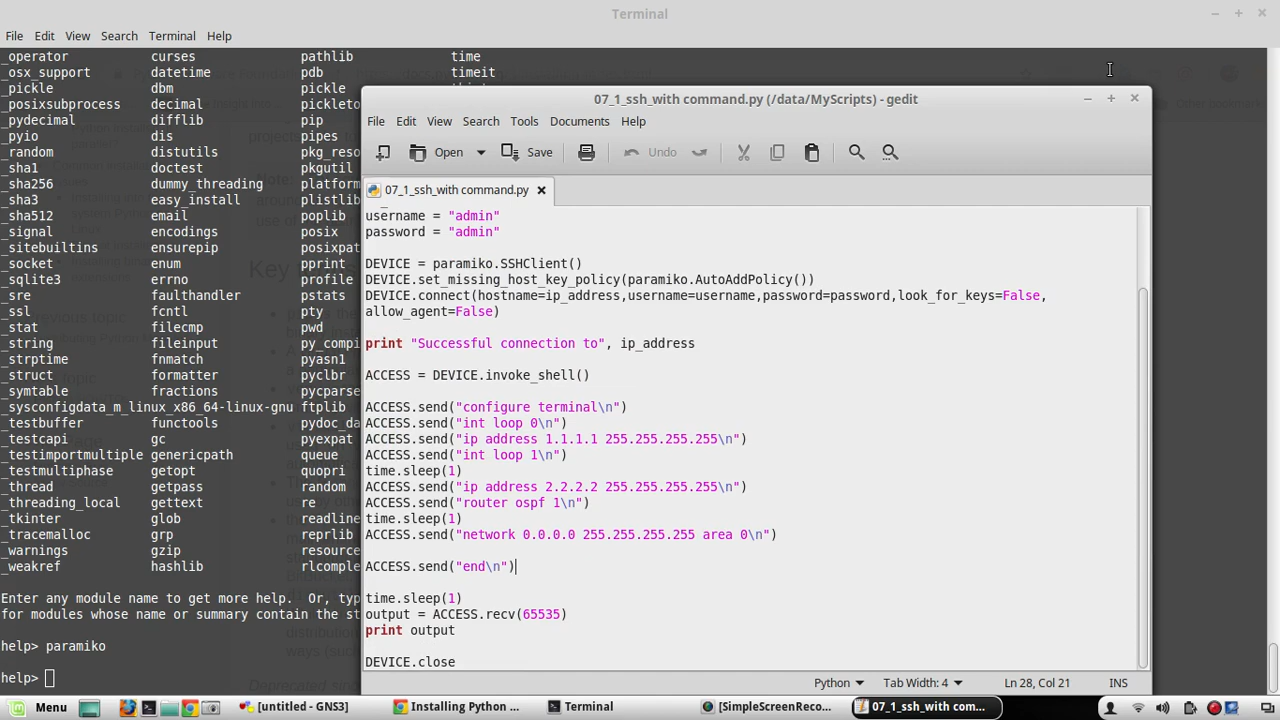 Terminal
File Edit View Search Terminal Help
_operator curses pathlib time
_osx_support datetime pdb timeit
_pickle dbm pickle
_posixsubprocess decimal pickleto
_pydecimal difflib pip
_pyio dis pipes
_random distutils pkg_reso
_sha1 doctest pkgutil
_sha256 dummy_threading platform
_sha3 easy_install plistlib
_sha512 email poplib
_signal encodings posix
_sitebuiltins ensurepip posixpat
_socket enum pprint
_sqlite3 errno profile
_sre faulthandler pstats
_ssl fcntl pty
_stat filecmp pwd
_string fileinput py_compi
_strptime fnmatch pyasn1
_struct formatter pyclbr
_symtable fractions pycparse
_sysconfigdata_m_linux_x86_64-linux-gnu ftplib
_testbuffer functools pydoc_da
_testcapi gc pyexpat
_testimportmultiple genericpath queue
_testmultiphase getopt quopri
_thread getpass random
_threading_local gettext re
_tkinter glob readline
_tracemalloc grp reprlib
_warnings gzip resource
_weakref hashlib rlcomple
Enter any module name to get more help. Or, typ
for modules whose name or summary contain the st
help> paramiko
help>
07_1_ssh_with command.py (/data/MyScripts) - gedit
File Edit View Search Tools Documents Help
Open Save Undo
07_1_ssh_with command.py
username = "admin"
password = "admin"
DEVICE = paramiko.SSHClient()
DEVICE.set_missing_host_key_policy(paramiko.AutoAddPolicy())
DEVICE.connect(hostname=ip_address,username=username,password=password,look_for_keys=False,
allow_agent=False)
print "Successful connection to", ip_address
ACCESS = DEVICE.invoke_shell()
ACCESS.send("configure terminal\n")
ACCESS.send("int loop 0\n")
ACCESS.send("ip address 1.1.1.1 255.255.255.255\n")
ACCESS.send("int loop 1\n")
time.sleep(1)
ACCESS.send("ip address 2.2.2.2 255.255.255.255\n")
ACCESS.send("router ospf 1\n")
time.sleep(1)
ACCESS.send("network 0.0.0.0 255.255.255.255 area 0\n")
ACCESS.send("end\n")
time.sleep(1)
output = ACCESS.recv(65535)
print output
DEVICE.close
Python Tab Width: 4 Ln 28, Col 21 INS
Menu [untitled] - GNS3] Installing Python ... Terminal [SimpleScreenReco... 07_1_ssh_with com...